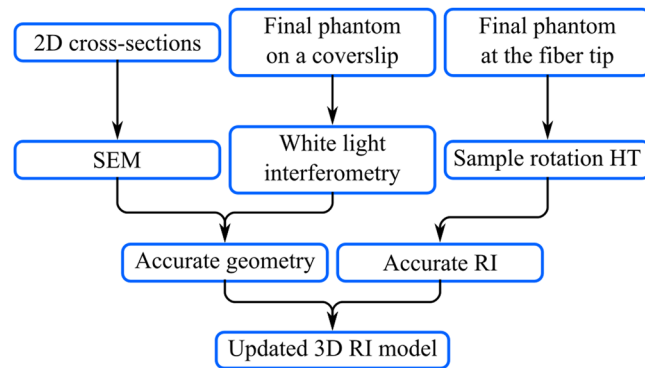 2D cross-sections
Final phantom
on a coverslip
Final phantom
at the fiber tip
SEM
White light
interferometry
Sample rotation HT
Accurate geometry
Accurate RI
Updated 3D RI model